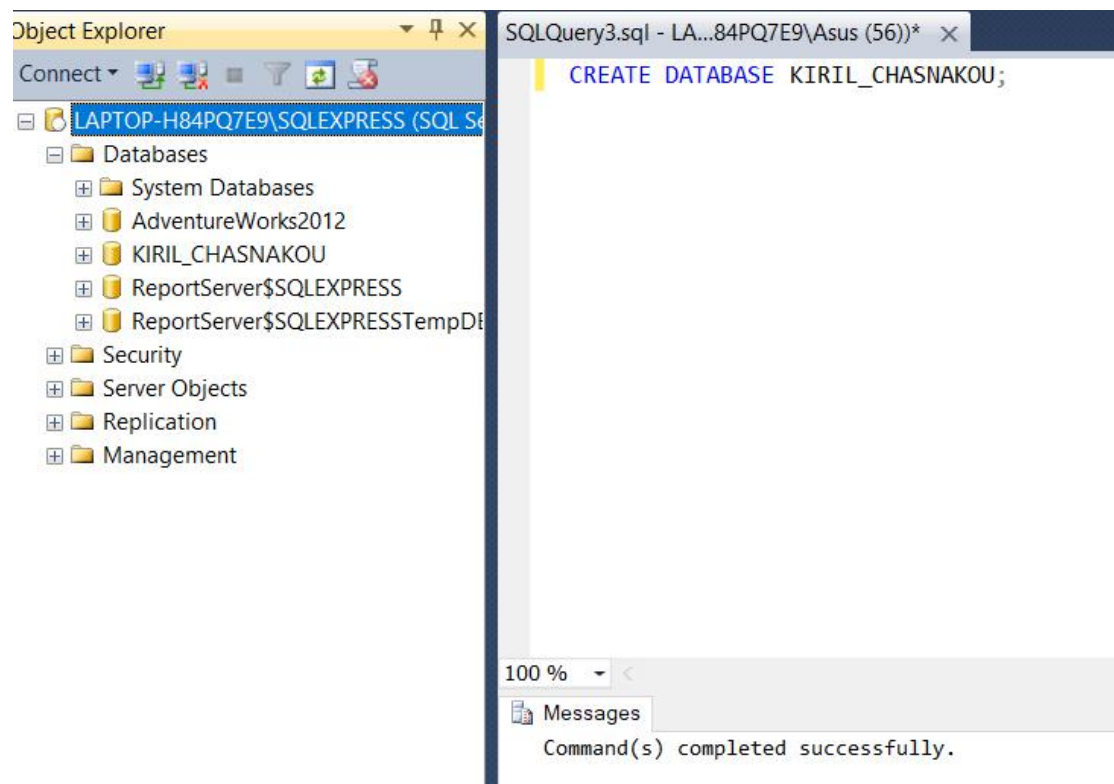 Object Explorer
Connect
LAPTOP-H84PQ7E9\SQLEXPRESS (SQL Se
Databases
System Databases
AdventureWorks2012
KIRIL_CHASNAKOU
ReportServer$SQLEXPRESS
ReportServer$SQLEXPRESSTempDB
Security
Server Objects
Replication
Management
SQLQuery3.sql - LA...84PQ7E9\Asus (56))*
CREATE DATABASE KIRIL_CHASNAKOU;
100 %
Messages
Command(s) completed successfully.